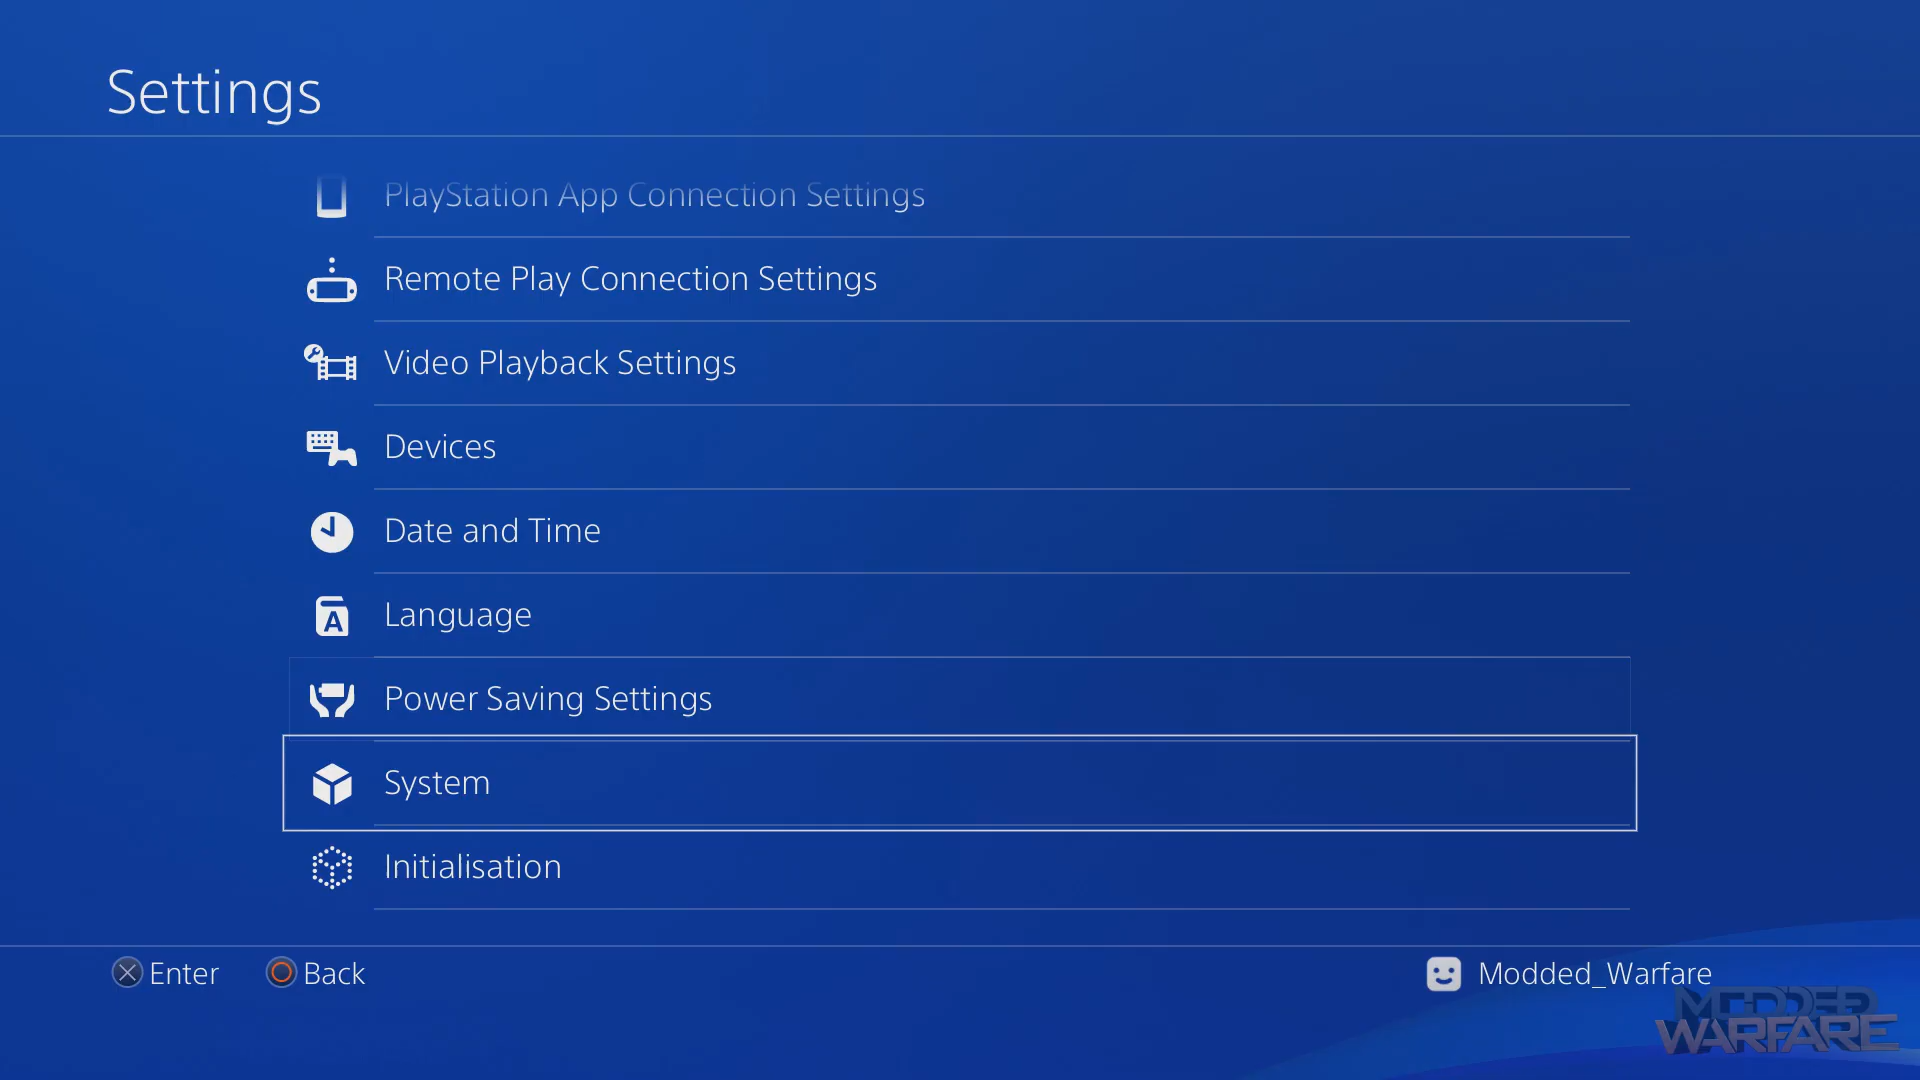 Settings
PlayStation App Connection Settings
Remote Play Connection Settings
Video Playback Settings
Devices
Date and Time
Language
Power Saving Settings
System
Initialisation
Enter Back Modded_Warfare
MODDED
WARFARE